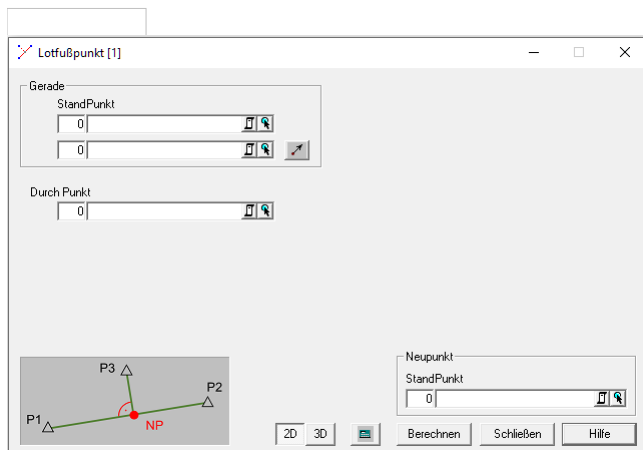 Lotfußpunkt [1]
Gerade
StandPunkt
0
0
Durch Punkt
0
P3
P2
P1
NP
Neupunkt
StandPunkt
0
2D 3D Berechnen Schließen Hilfe